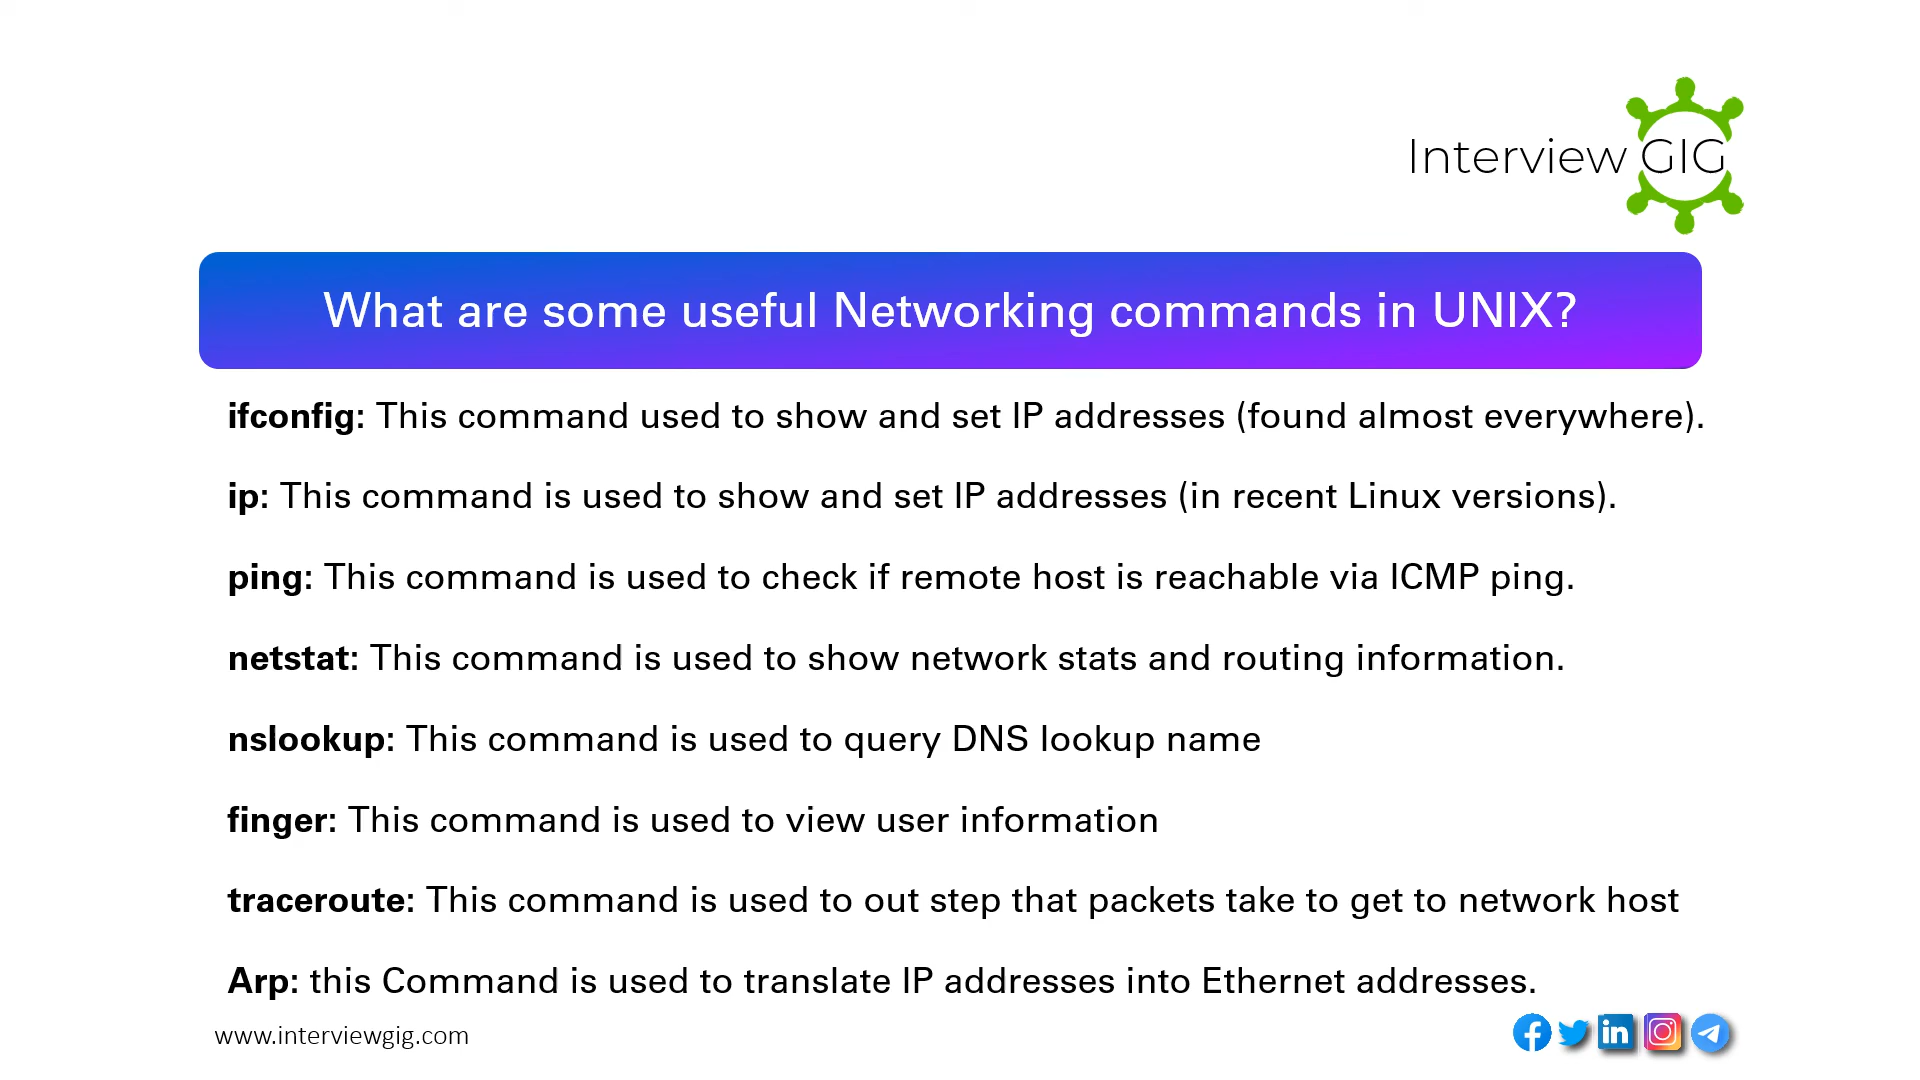 Interview GIG
What are some useful Networking commands in UNIX?
ifconfig: This command used to show and set IP addresses (found almost everywhere).
ip: This command is used to show and set IP addresses (in recent Linux versions).
ping: This command is used to check if remote host is reachable via ICMP ping.
netstat: This command is used to show network stats and routing information.
nslookup: This command is used to query DNS lookup name
finger: This command is used to view user information
traceroute: This command is used to out step that packets take to get to network host
Arp: this Command is used to translate IP addresses into Ethernet addresses.
www.interviewgig.com